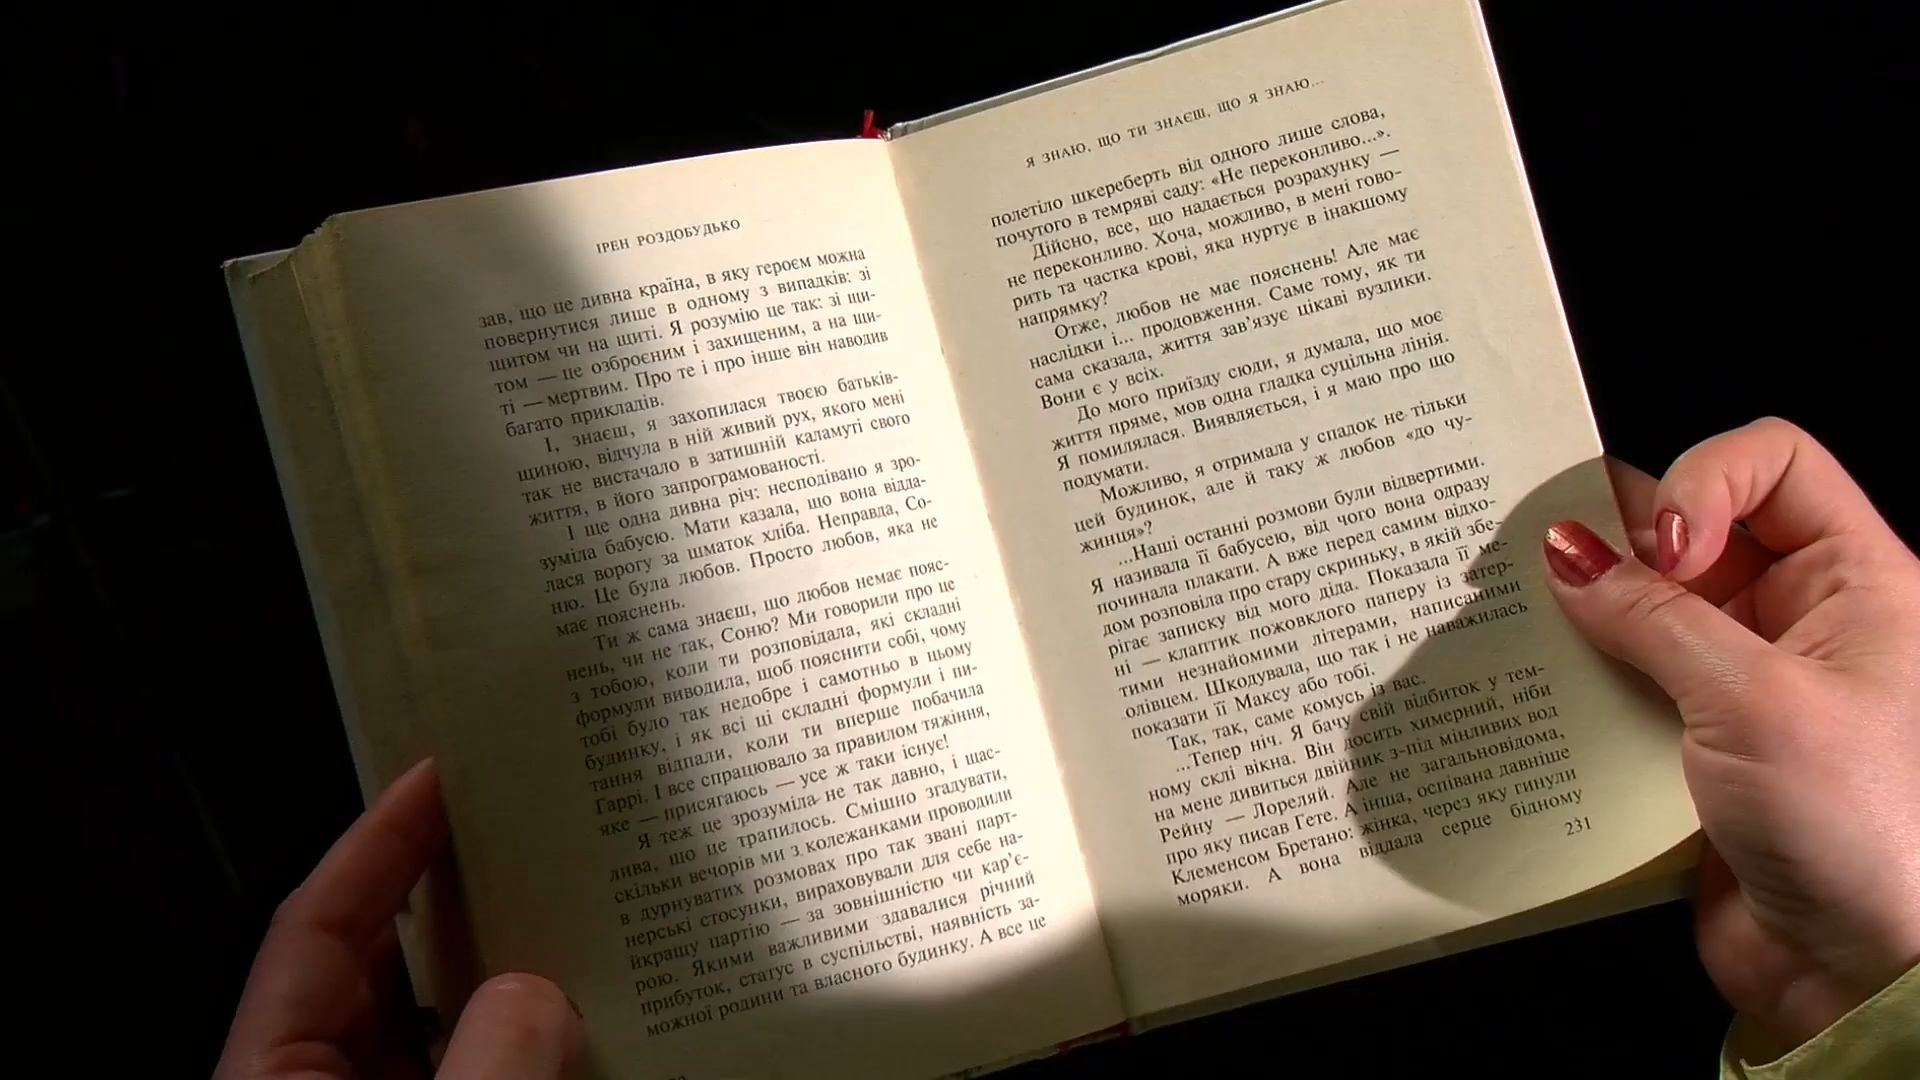 ІРЕН РОЗДОБУДЬКО
зав, що це дивна країна, в яку героєм можна
повернутися лише в одному з випадків: зі
щитом чи на щиті. Я розумію це так: зі щи-
том — це озброєним і захищеним, а на щи-
ті — мертвим. Про те і про інше він наводив
багато прикладів.
І, знаєш, я захопилася твоєю батьків-
щиною, відчула в ній живий рух, якого мені
так не вистачало в затишній каламуті свого
життя, в його запрограмованості.
І ще одна дивна річ: несподівано я зро-
зуміла бабусю. Мати казала, що вона відда-
лася ворогу за шматок хліба. Неправда, Со-
ню. Це була любов. Просто любов, яка не
має пояснень.
Ти ж сама знаєш, що любов немає пояс-
нень, чи не так, Соню? Ми говорили про це
з тобою, коли ти розповідала, які складні
формули виводила, щоб пояснити собі, чому
тобі було так недобре і самотньо в цьому
будинку, і як всі ці складні формули і пи-
тання відпали, коли ти вперше побачила
Гаррі. І все спрацювало за правилом тяжіння,
яке — присягаюсь — усе ж таки існує!
Я теж це зрозуміла не так давно, і щас-
лива, що це трапилось. Смішно згадувати,
скільки вечорів ми з колежанками проводили
в дурнуватих розмовах про так звані парт-
нерські стосунки, вираховували для себе на-
йкращу партію — за зовнішністю чи кар'є-
рою. Якими важливими здавалися річний
прибуток, статус в суспільстві, наявність за-
можної родини та власного будинку. А все це
Я ЗНАЮ, ЩО ТИ ЗНАЄШ, ЩО Я ЗНАЮ...
полетіло шкереберть від одного лише слова,
почутого в темряві саду: «Не переконливо...».
Дійсно, все, що надається розрахунку —
не переконливо. Хоча, можливо, в мені гово-
рить та частка крові, яка нуртує в інакшому
напрямку?
Отже, любов не має пояснень! Але має
наслідки і... продовження. Саме тому, як ти
сама сказала, життя зав'язує цікаві вузлики.
Вони є у всіх.
До мого приїзду сюди, я думала, що моє
життя пряме, мов одна гладка суцільна лінія.
Я помилялася. Виявляється, і я маю про що
подумати.
Можливо, я отримала у спадок не тільки
цей будинок, але й таку ж любов «до чу-
жинця»?
...Наші останні розмови були відвертими.
Я називала її бабусею, від чого вона одразу
починала плакати. А вже перед самим відхо-
дом розповіла про стару скриньку, в якій збе-
рігає записку від мого діда. Показала її ме-
ні — клаптик пожовклого паперу із затер-
тими незнайомими літерами, написаними
олівцем. Шкодувала, що так і не наважилась
показати її Максу або тобі.
Так, так, саме комусь із вас.
...Тепер ніч. Я бачу свій відбиток у тем-
ному склі вікна. Він досить химерний, ніби
на мене дивиться двійник з-під мінливих вод
Рейну — Лореляй. Але не загальновідома,
про яку писав Гете. А інша, оспівана давніше
Клеменсом Бретано: жінка, через яку гинули
моряки. А вона віддала серце бідному
231